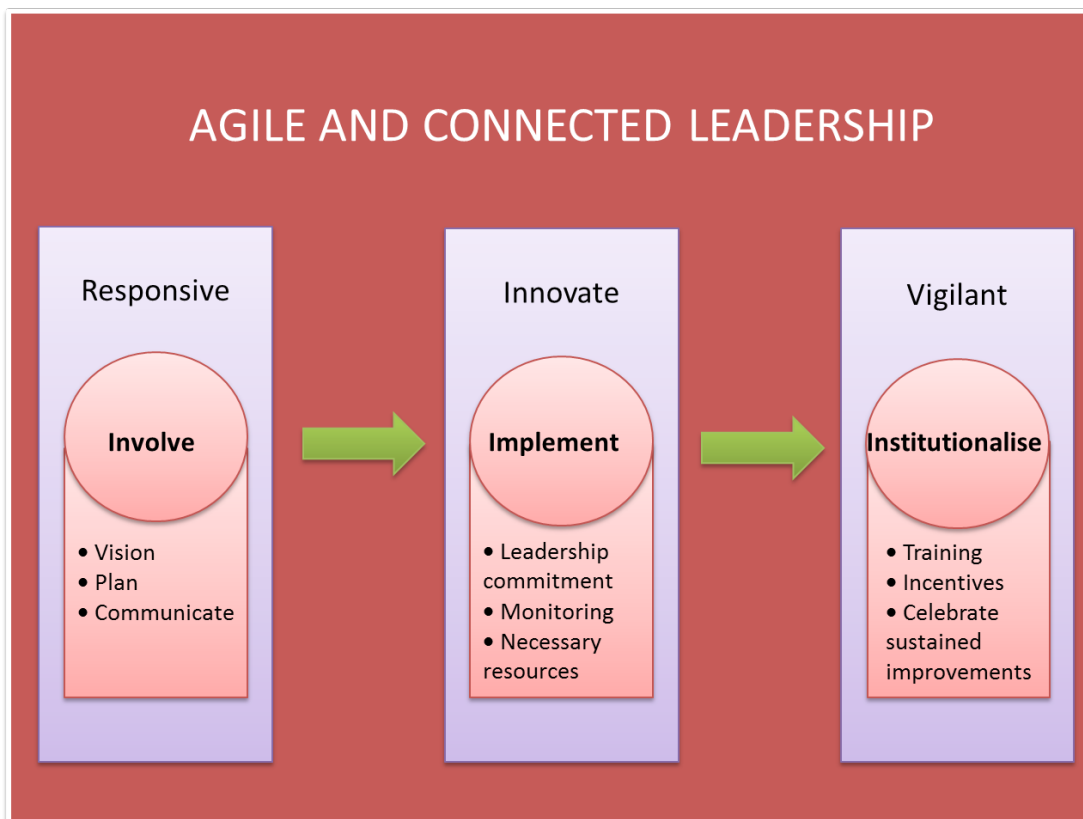 AGILE AND CONNECTED LEADERSHIP
Responsive
Involve
• Vision
• Plan
• Communicate
Innovate
Implement
• Leadership
commitment
• Monitoring
• Necessary
resources
Vigilant
Institutionalise
• Training
• Incentives
• Celebrate
sustained
improvements